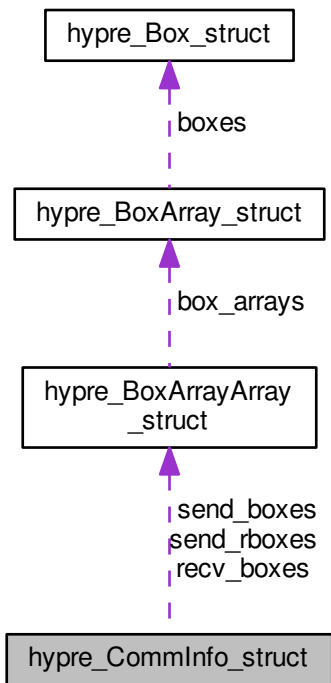 hypre_Box_struct
boxes
hypre_BoxArray_struct
box_arrays
hypre_BoxArrayArray
_struct
send_boxes
send_rboxes
recv_boxes
hypre_CommInfo_struct